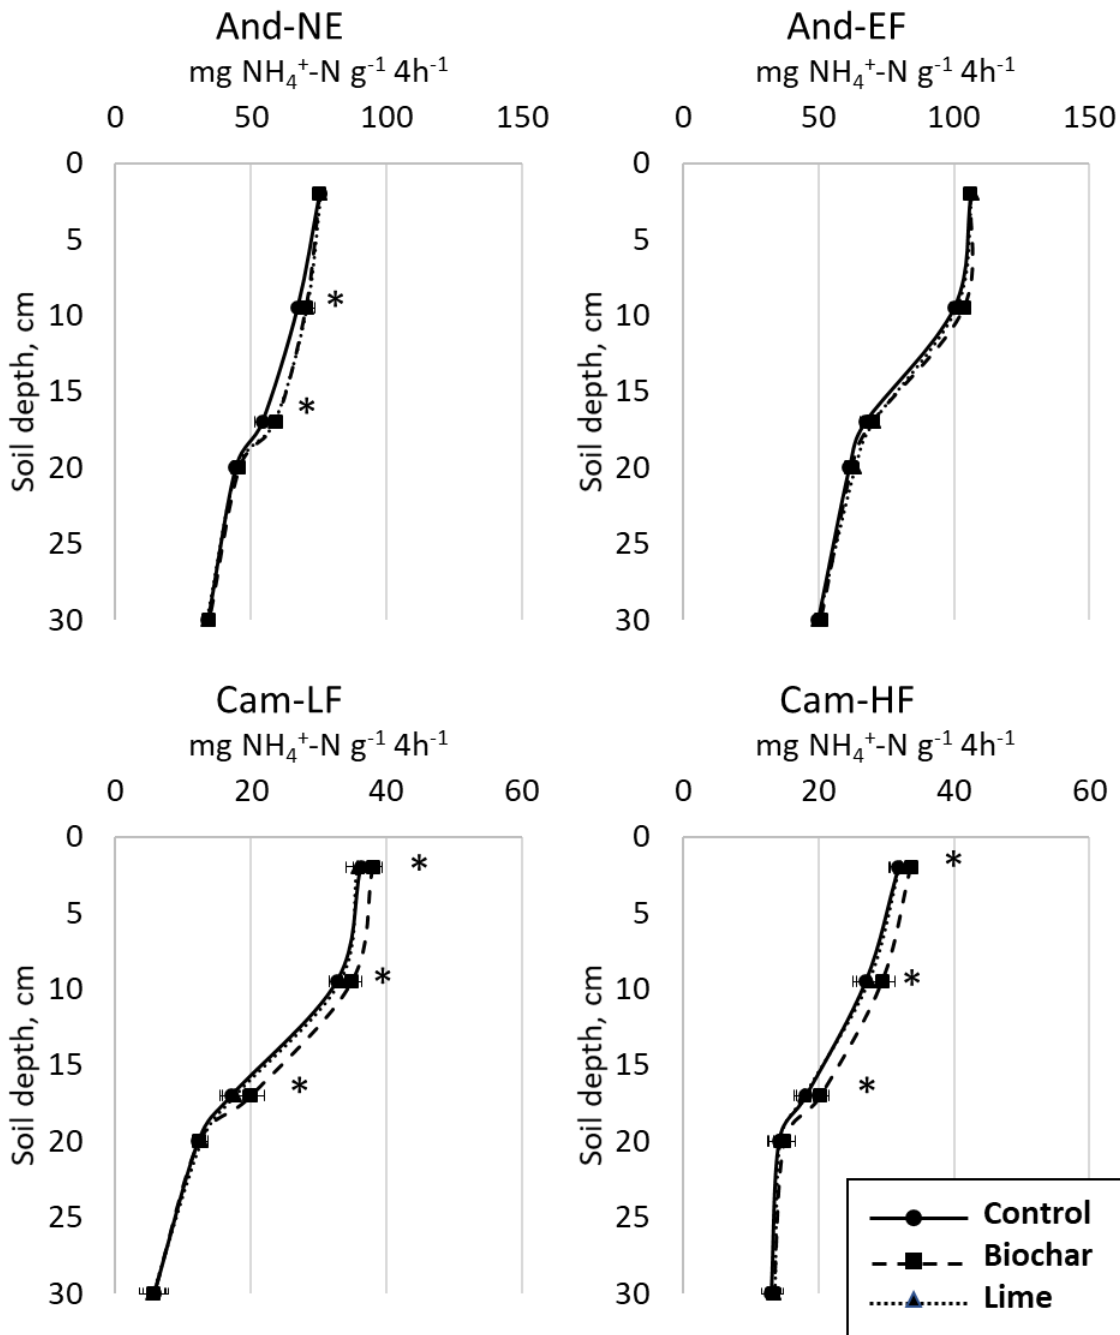 And-NE
mg NH₄⁺-N g⁻¹ 4h⁻¹
0 50 100 150
Soil depth, cm
0
5
10
15
20
25
30
*
*
And-EF
mg NH₄⁺-N g⁻¹ 4h⁻¹
0 50 100 150
Soil depth, cm
0
5
10
15
20
25
30
Cam-LF
mg NH₄⁺-N g⁻¹ 4h⁻¹
0 20 40 60
Soil depth, cm
0
5
10
15
20
25
30
*
*
*
Cam-HF
mg NH₄⁺-N g⁻¹ 4h⁻¹
0 20 40 60
Soil depth, cm
0
5
10
15
20
25
30
*
*
*
Control
Biochar
Lime